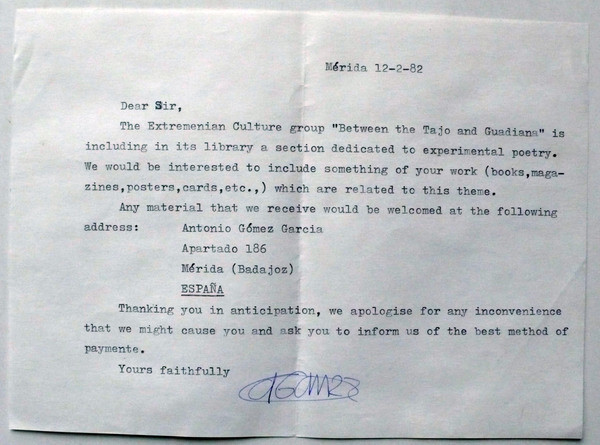 Mérida 12-2-82
Dear Sir,
The Extremenian Culture group "Between the Tajo and Guadiana" is
including in its library a section dedicated to experimental poetry.
We would be interested to include something of your work (books,maga-
zines,posters,cards,etc.,) which are related to this theme.
Any material that we receive would be welcomed at the following
address: Antonio Gómez Garcia
Apartado 186
Mérida (Badajoz)
ESPAÑA
Thanking you in anticipation, we apologise for any inconvenience
that we might cause you and ask you to inform us of the best method of
paymente.
Yours faithfully